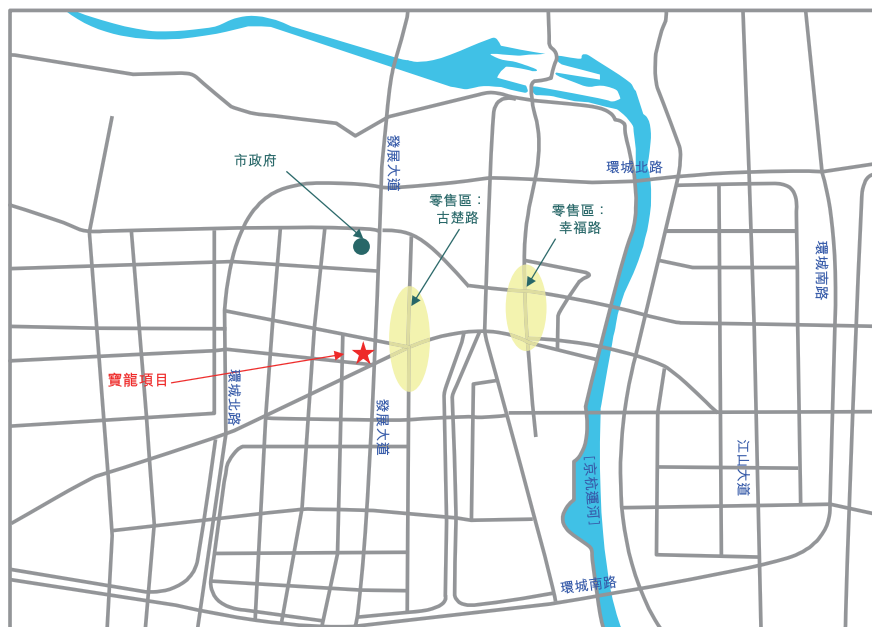 發展大道
市政府
環城北路
零售區：
古楚路
零售區：
幸福路
環城南路
寶龍項目
環城北路
發展大道
江山大道
［京杭運河］
環城南路